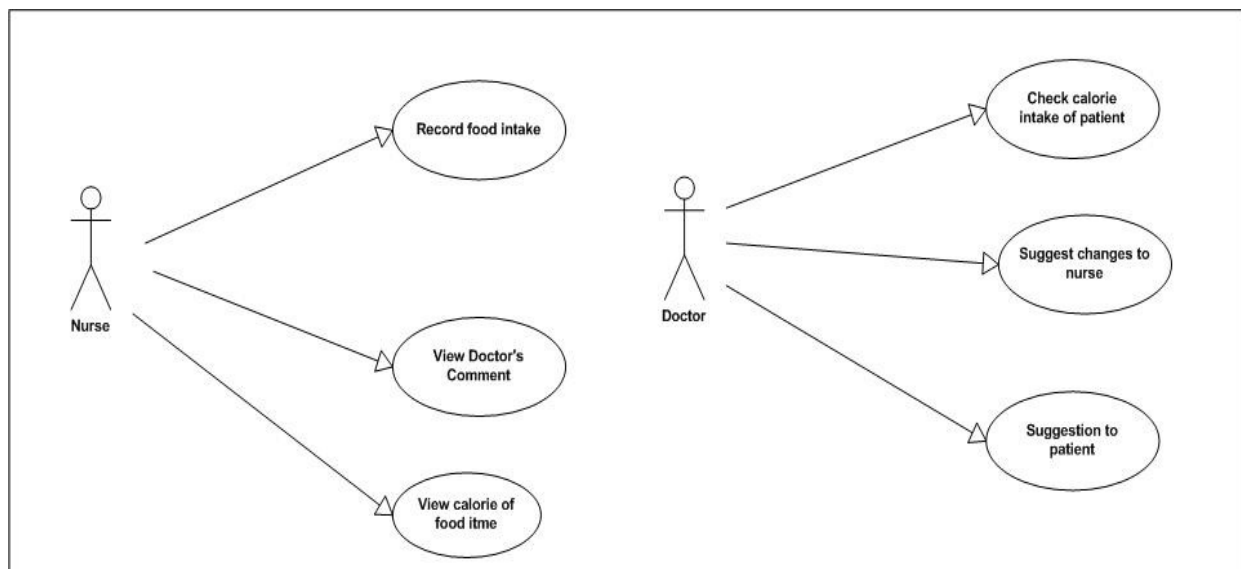 Record food intake
Nurse
View Doctor's
Comment
View calorie of
food itme
Check calorie
intake of patient
Doctor
Suggest changes to
nurse
Suggestion to
patient